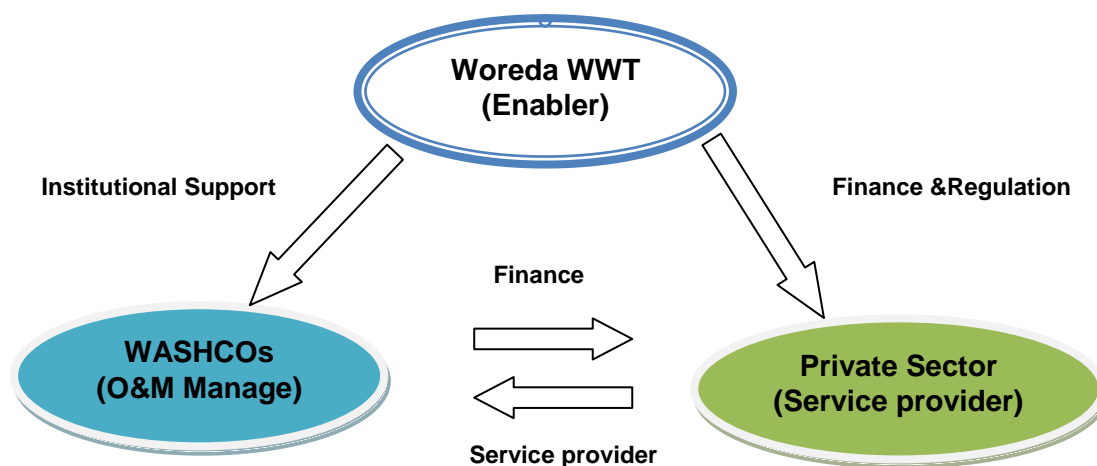 Woreda WWT
(Enabler)
Institutional Support
Finance &Regulation
Finance
WASHCOs
(O&M Manage)
Private Sector
(Service provider)
Service provider